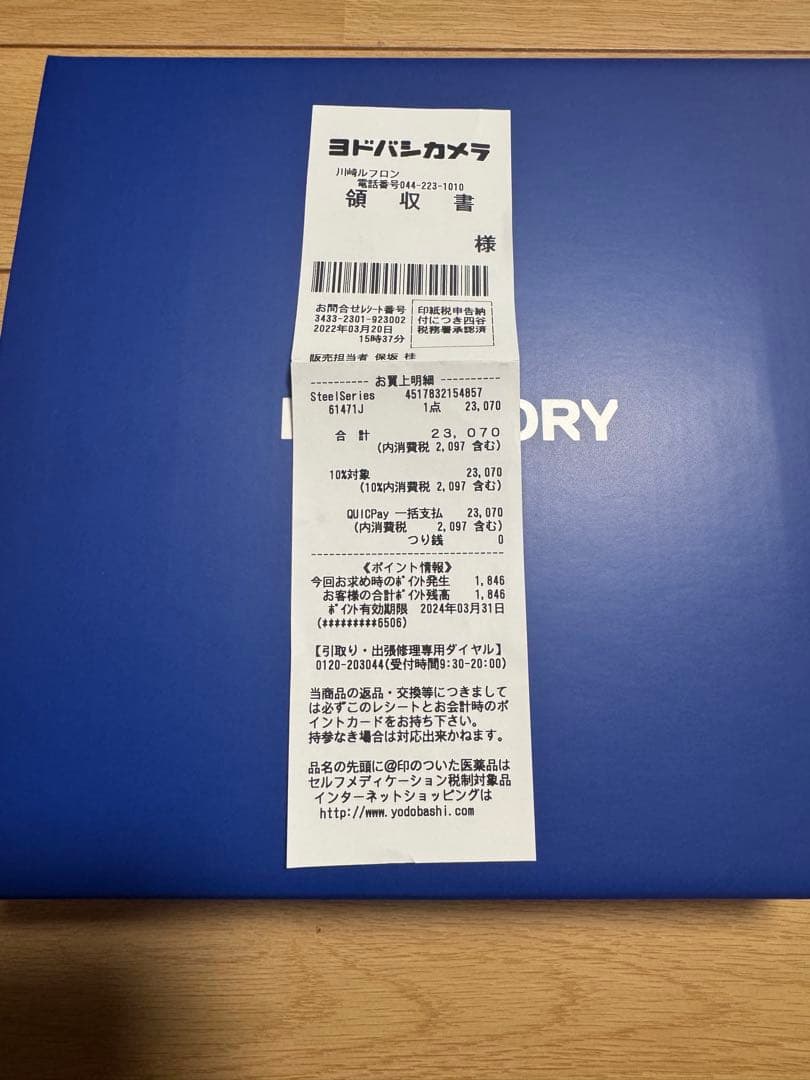 ヨドバシカメラ
川崎ルフロン
電話番号044-223-1010
領 収 書
様
お問合せﾚｼｰﾄ番号
3433-2301-923002
2022年03月20日
15時37分
印紙税申告納
付につき四谷
税務署承認済
販売担当者 保坂 桂
---------- お買上明細 ----------
SteelSeries 4517832154857
61471J 1点 23,070
合 計 23,070
(内消費税 2,097 含む)
10%対象 23,070
(10%内消費税 2,097 含む)
QUICPay 一括支払 23,070
(内消費税 2,097 含む)
つり銭 0
--------------------------------
《ポイント情報》
今回お求め時のﾎﾟｲﾝﾄ発生 1,846
お客様の合計ﾎﾟｲﾝﾄ残高 1,846
ﾎﾟｲﾝﾄ有効期限 2024年03月31日
(*********6506)
【引取り・出張修理専用ダイヤル】
0120-203044(受付時間9:30-20:00)
当商品の返品・交換等につきまして
は必ずこのレシートとお会計時のポ
イントカードをお持ち下さい。
持参なき場合は対応出来かねます。
品名の先頭に@印のついた医薬品は
セルフメディケーション税制対象品
インターネットショッピングは
http://www.yodobashi.com
ORY